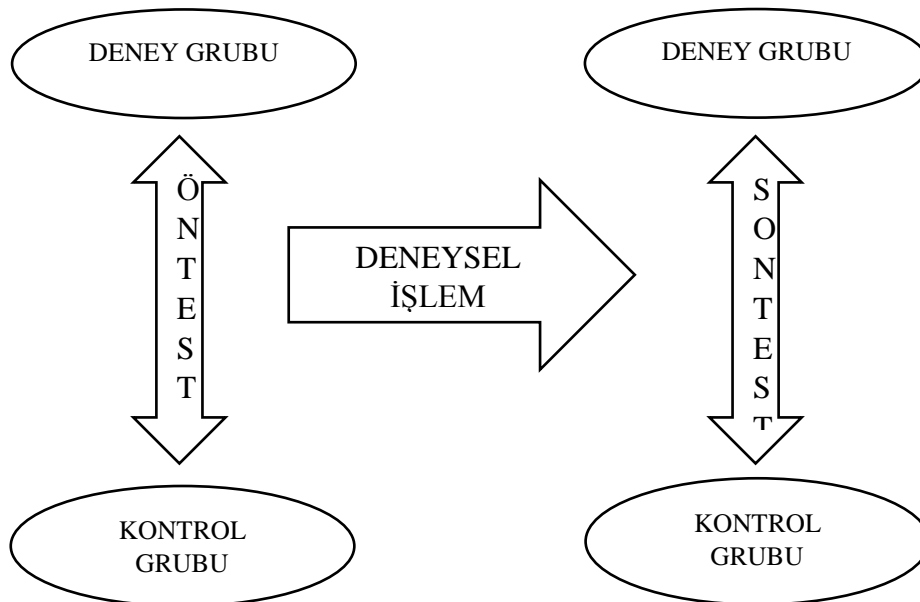 DENEY GRUBU
DENEY GRUBU
Ö
N
T
E
S
T
DENEYSEL
İŞLEM
S
O
N
T
E
S
T
KONTROL
GRUBU
KONTROL
GRUBU